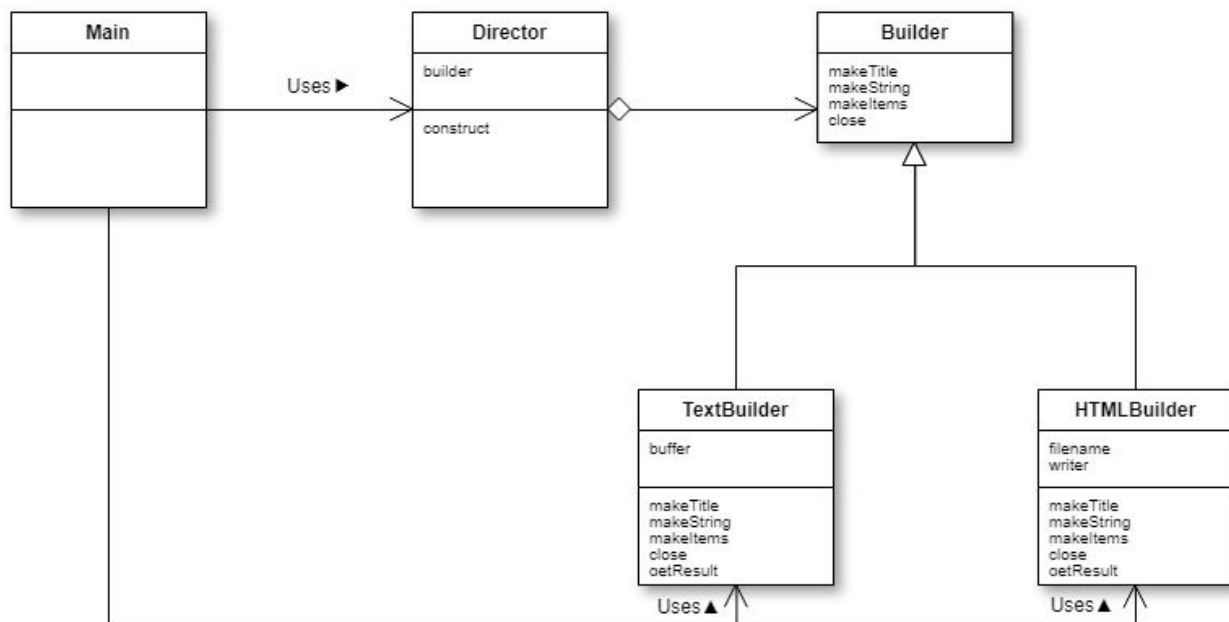 Main
Uses ▶
Director
builder
construct
Builder
makeTitle
makeString
makeItems
close
TextBuilder
buffer
makeTitle
makeString
makeItems
close
getResult
Uses ▲
HTMLBuilder
filename
writer
makeTitle
makeString
makeItems
close
getResult
Uses ▲